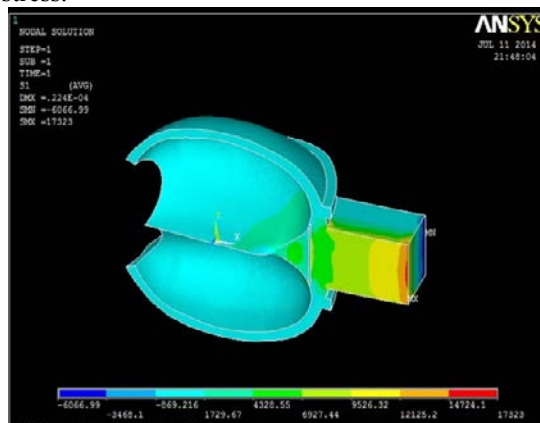 stress.
1
NODAL SOLUTION
STEP=1
SUB =1
TIME=1
S1 (AVG)
DMX =.224E-04
SMN =-6066.99
SMX =17323
ANSYS
JUL 11 2014
21:48:04
Y
X
MN
MX
-6066.99 -869.216 4328.55 9526.32 14724.1
-3468.1 1729.67 6927.44 12125.2 17323